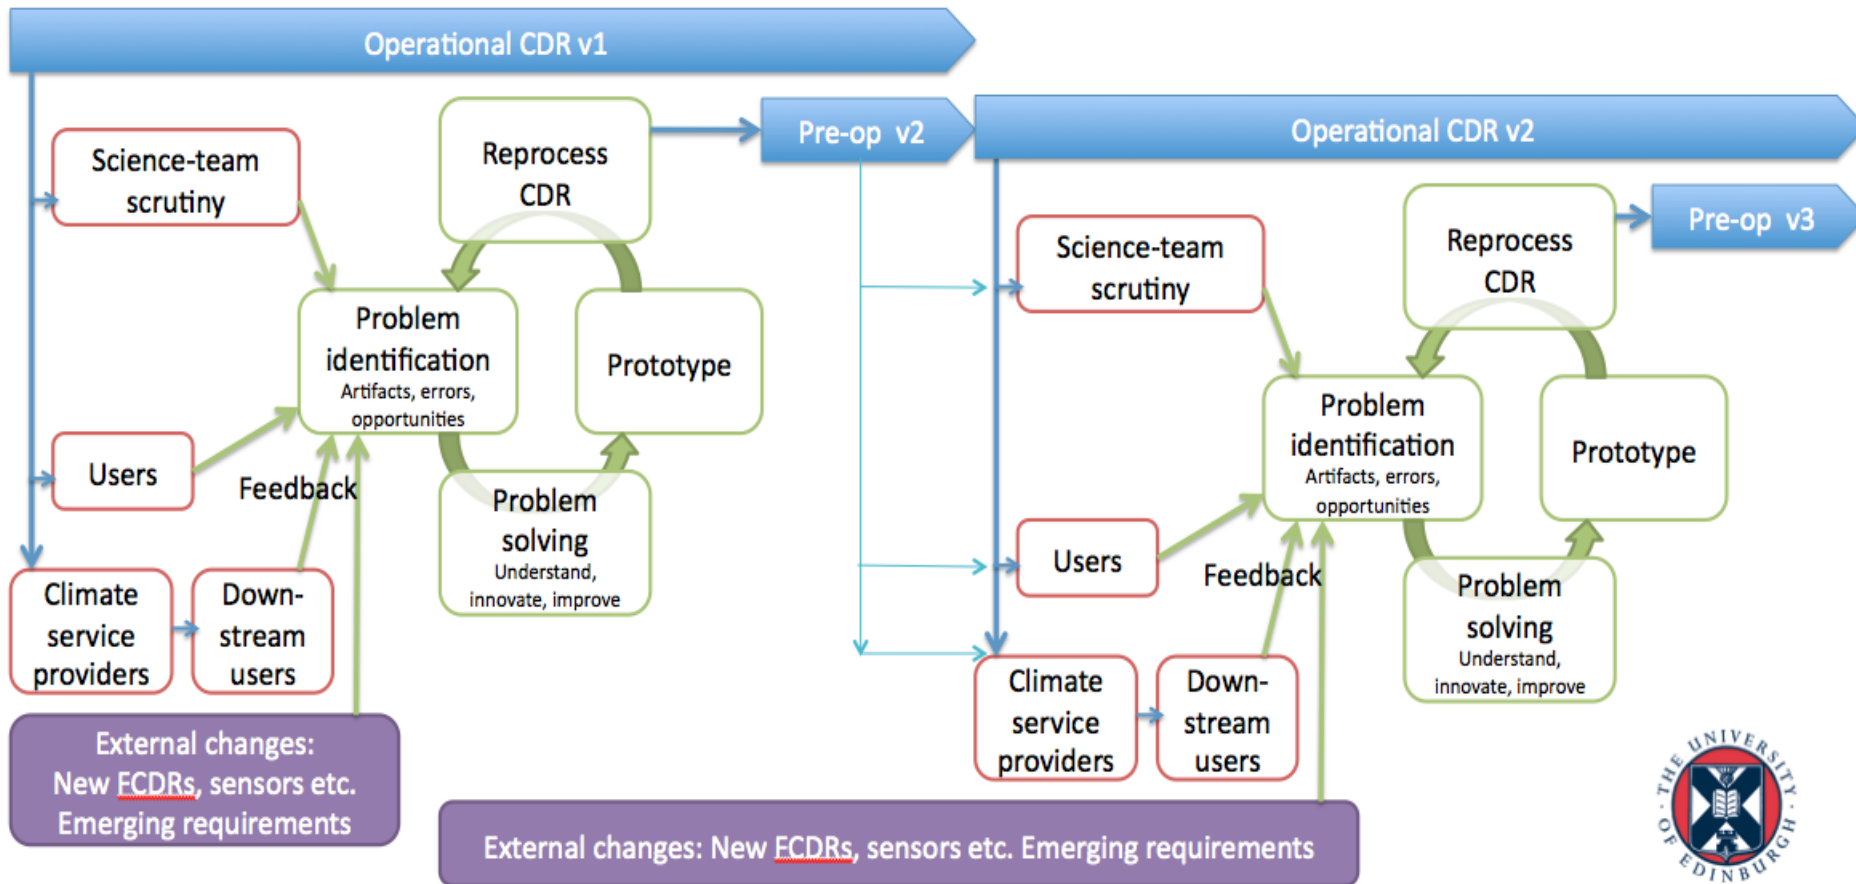 Operational CDR v1
Science-team
scrutiny
Reprocess
CDR
Pre-op v2
Problem
identification
Artifacts, errors,
opportunities
Prototype
Users
Feedback
Problem
solving
Understand,
innovate, improve
Climate
service
providers
Down-
stream
users
External changes:
New FCDRs, sensors etc.
Emerging requirements
Operational CDR v2
Science-team
scrutiny
Reprocess
CDR
Pre-op v3
Problem
identification
Artifacts, errors,
opportunities
Prototype
Users
Feedback
Problem
solving
Understand,
innovate, improve
Climate
service
providers
Down-
stream
users
External changes: New FCDRs, sensors etc. Emerging requirements
THE UNIVERSITY
OF EDINBURGH